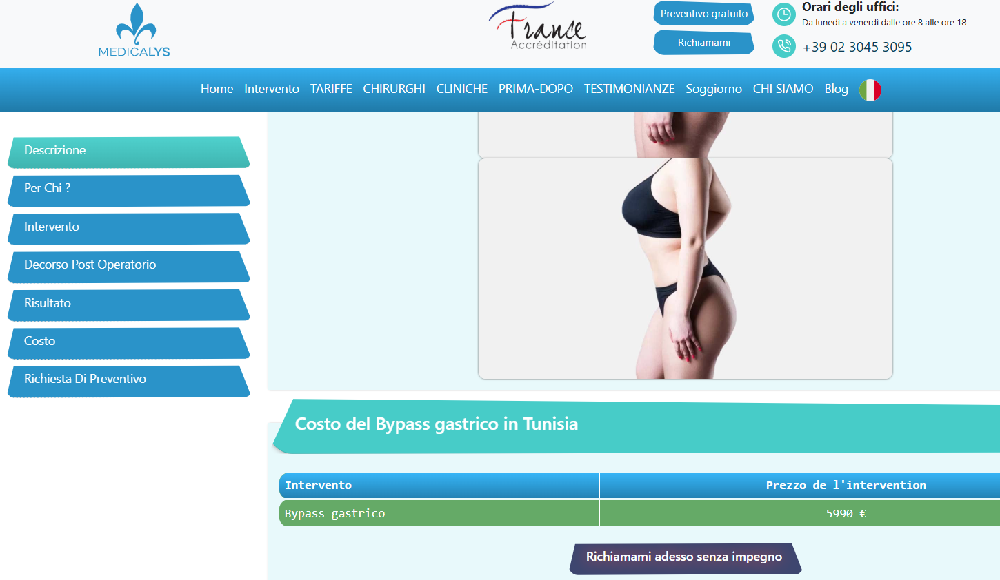 MEDICALYS
France
Accréditation
Preventivo gratuito
Richiamami
Orari degli uffici:
Da lunedì a venerdì dalle ore 8 alle ore 18
+39 02 3045 3095
Home Intervento TARIFFE CHIRURGHI CLINICHE PRIMA-DOPO TESTIMONIANZE Soggiorno CHI SIAMO Blog
Descrizione
Per Chi ?
Intervento
Decorso Post Operatorio
Risultato
Costo
Richiesta Di Preventivo
Costo del Bypass gastrico in Tunisia
Intervento Prezzo de l'intervention
Bypass gastrico 5990 €
Richiamami adesso senza impegno